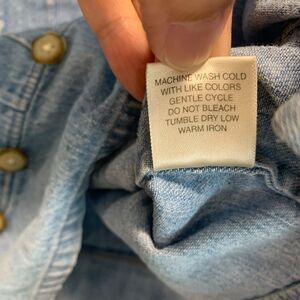 MACHINE WASH COLD
WITH LIKE COLORS
GENTLE CYCLE
DO NOT BLEACH
TUMBLE DRY LOW
WARM IRON